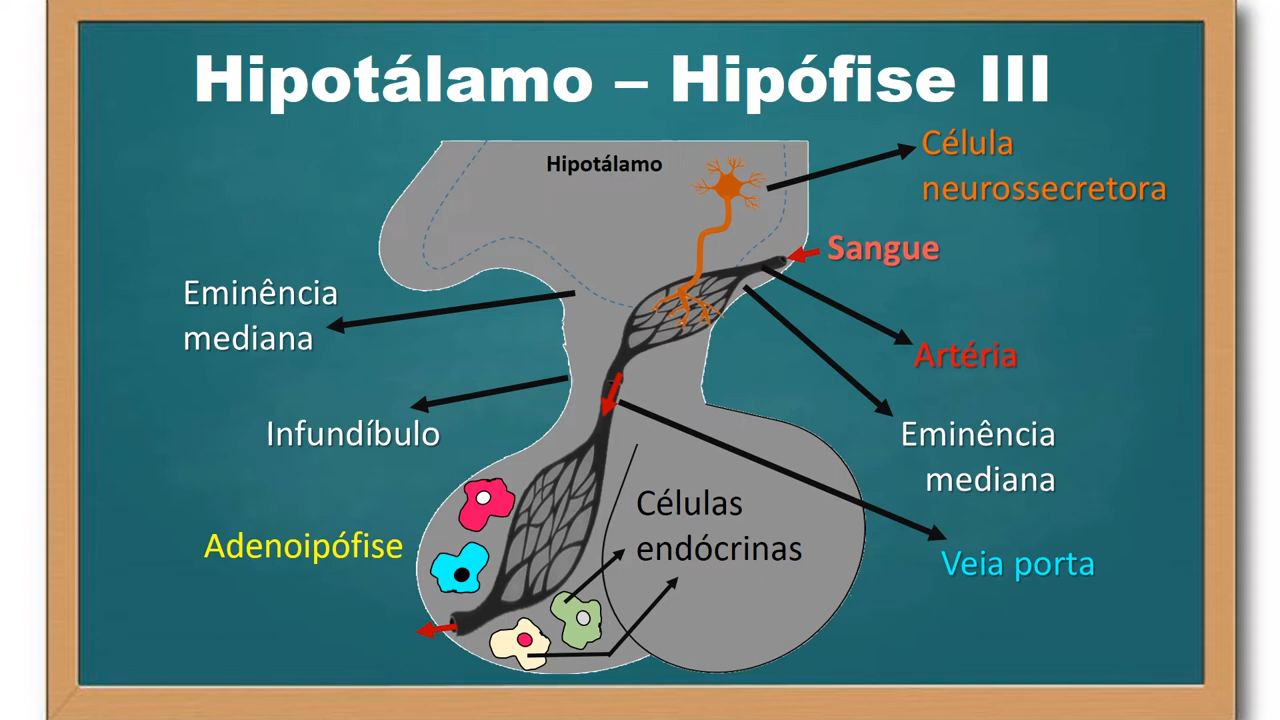 Hipotálamo – Hipófise III
Hipotálamo
Célula
neurossecretora
Sangue
Eminência
mediana
Artéria
Infundíbulo
Eminência
mediana
Células
endócrinas
Adenoipófise
Veia porta